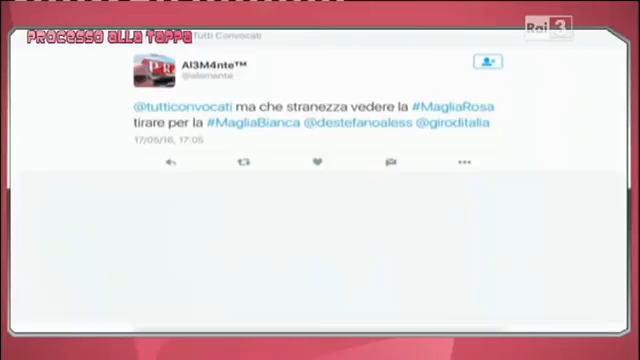 Rai 3
PROCESSO ALLA TAPPA
Tutti Convocati
Al3M4nte™
@alemante
@tutticonvocati ma che stranezza vedere la #MagliaRosa
tirare per la #MagliaBianca @destefanoaless @giroditalia
17/05/16, 17:05